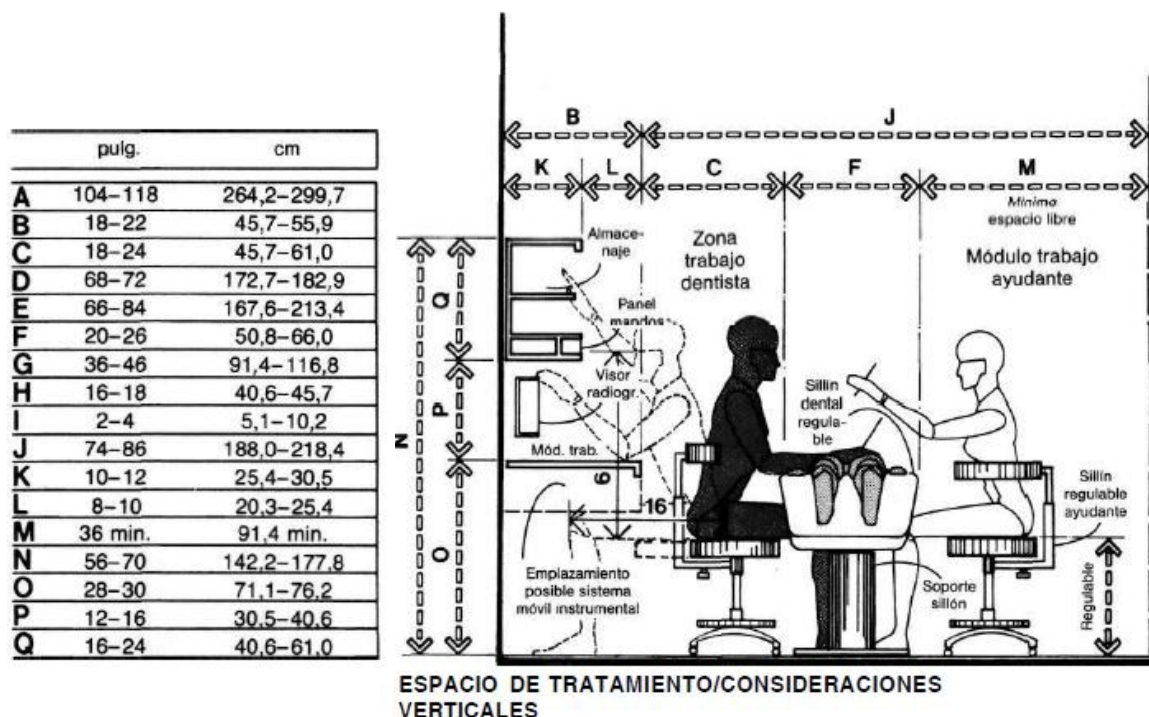 pulg. cm
A 104–118 264,2–299,7
B 18–22 45,7–55,9
C 18–24 45,7–61,0
D 68–72 172,7–182,9
E 66–84 167,6–213,4
F 20–26 50,8–66,0
G 36–46 91,4–116,8
H 16–18 40,6–45,7
I 2–4 5,1–10,2
J 74–86 188,0–218,4
K 10–12 25,4–30,5
L 8–10 20,3–25,4
M 36 min. 91,4 min.
N 56–70 142,2–177,8
O 28–30 71,1–76,2
P 12–16 30,5–40,6
Q 16–24 40,6–61,0
B J
K L C F M
Mínimo
espacio libre
Almace-
naje
Zona
trabajo
dentista
Módulo trabajo
ayudante
Q
Panel
mandos
Visor
radiogr.
P
N
Mód. trab.
Sillín
dental
regula-
ble
6
16
O
Sillín
regulable
ayudante
Emplazamiento
posible sistema
móvil instrumental
Soporte
sillón
Regulable
ESPACIO DE TRATAMIENTO/CONSIDERACIONES
VERTICALES